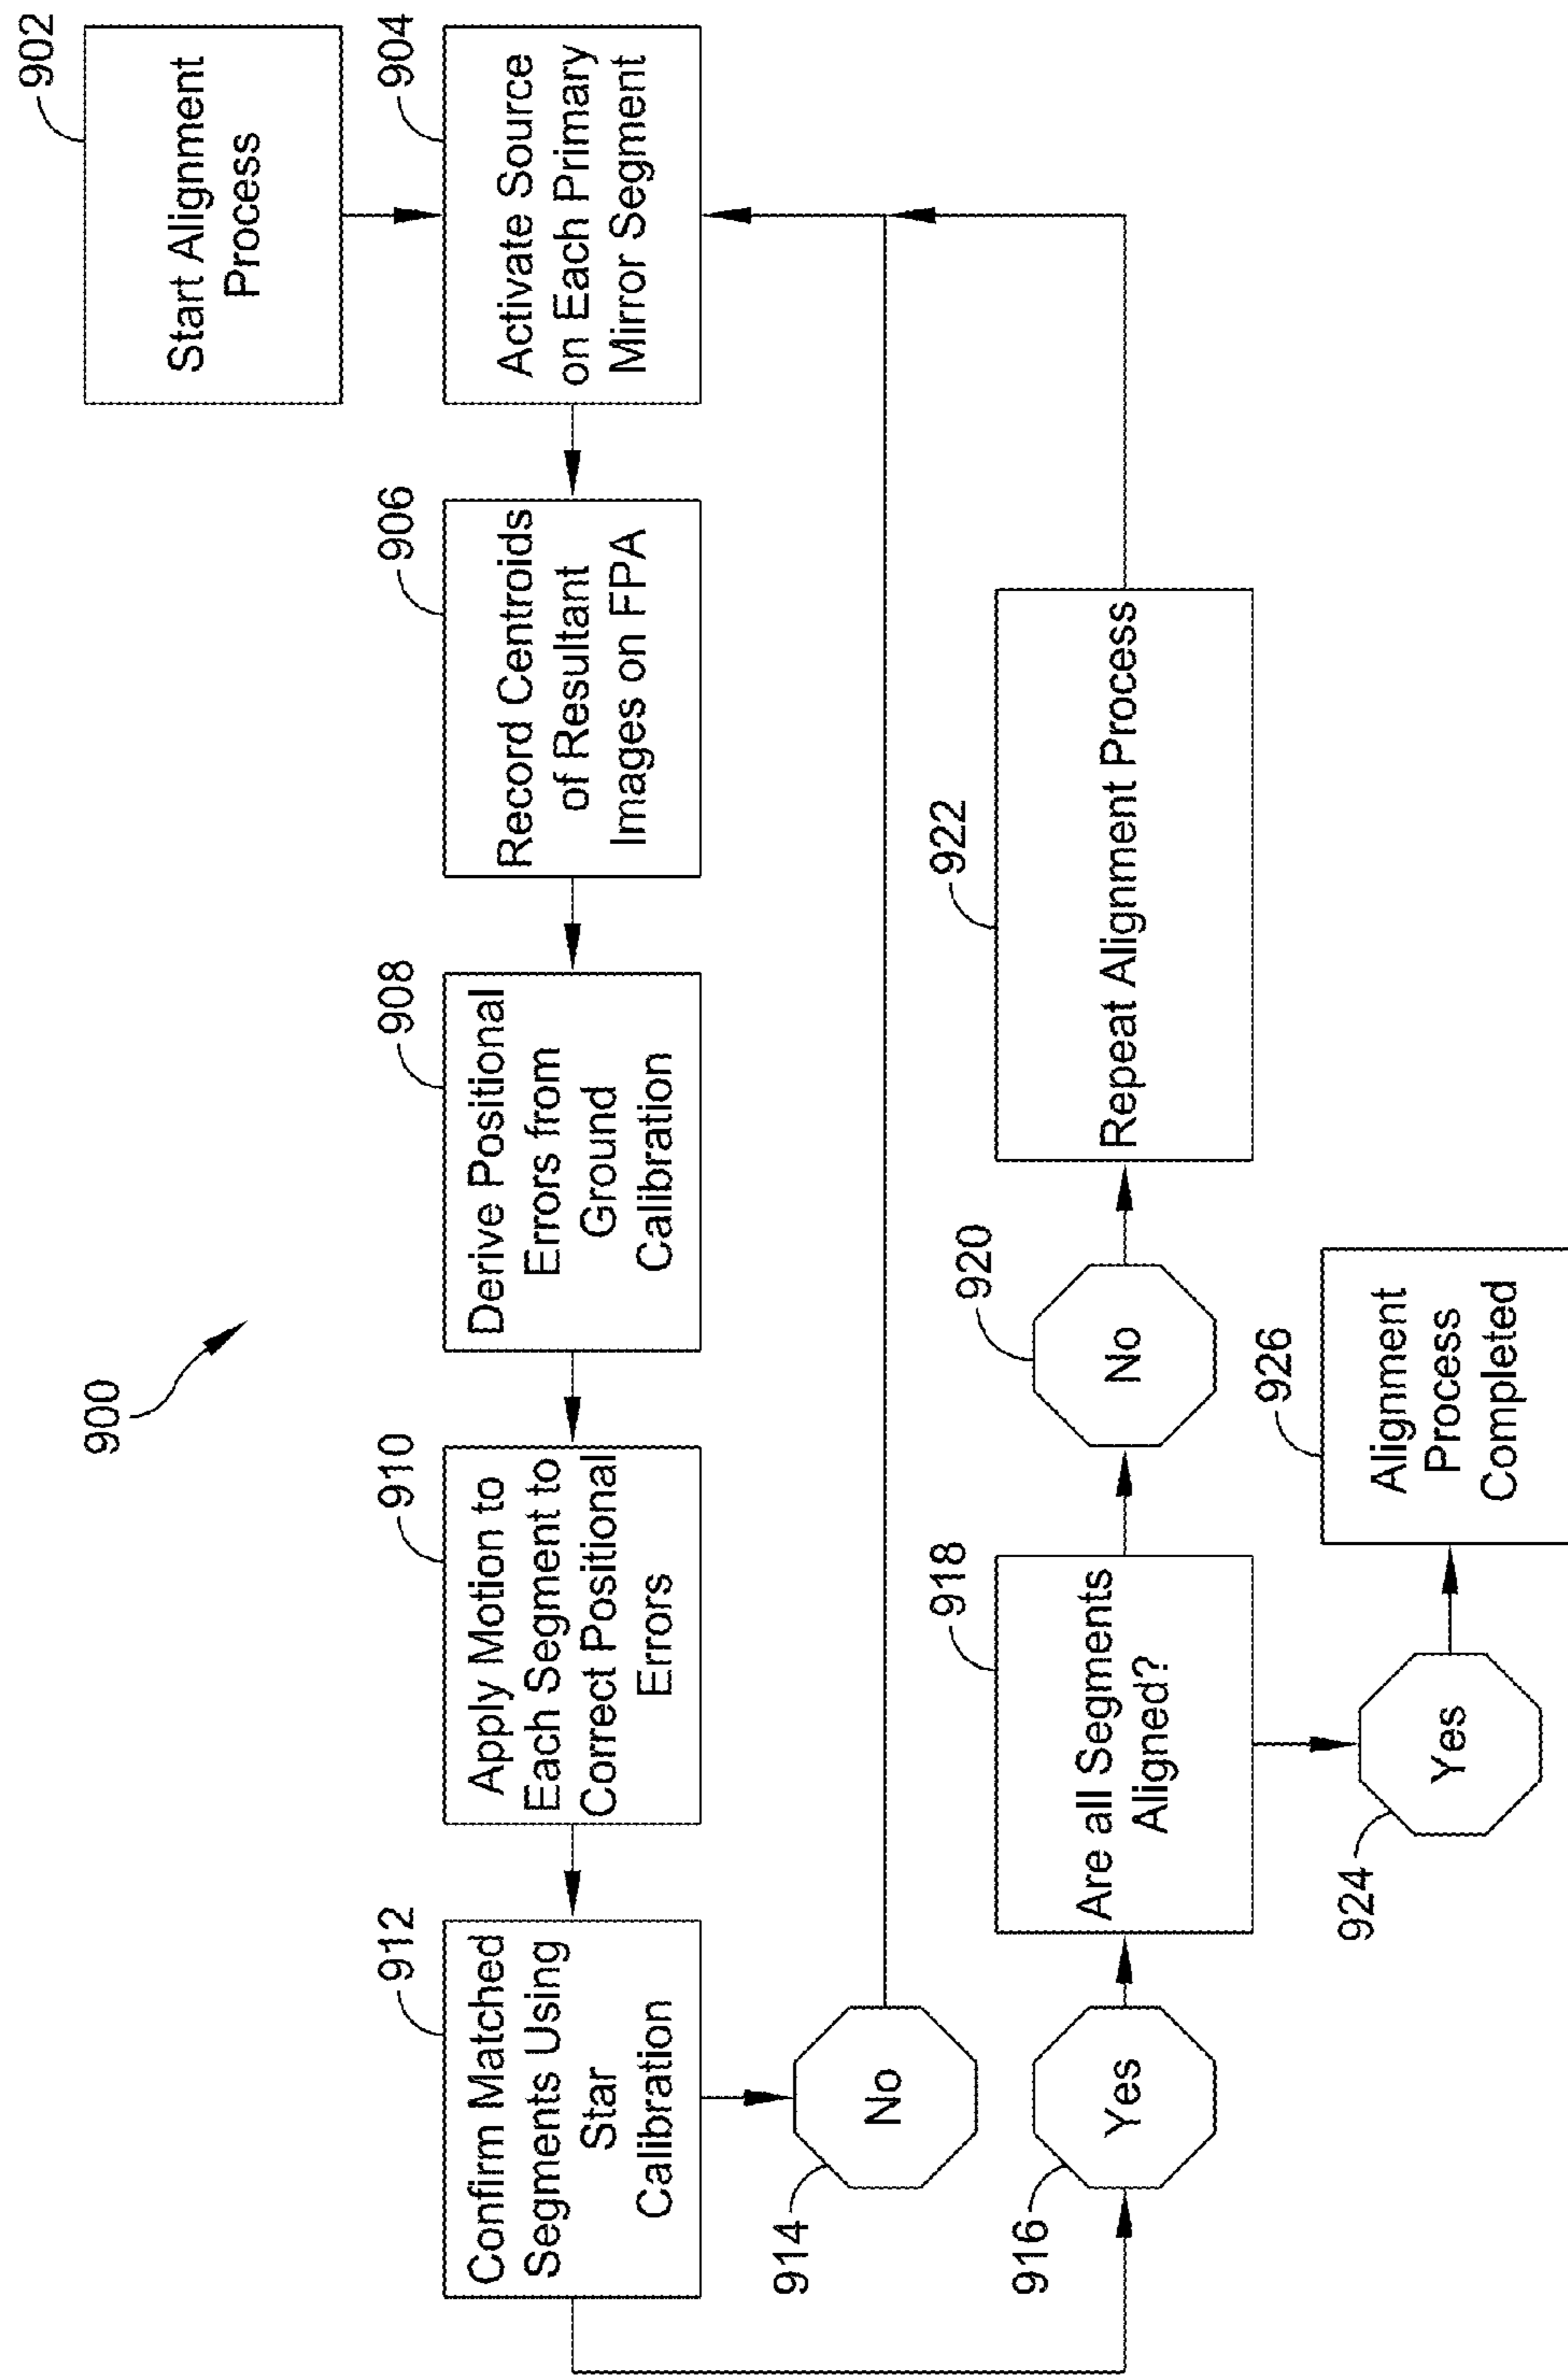 900
902
Start Alignment
Process
904
Activate Source
on Each Primary
Mirror Segment
906
Record Centroids
of Resultant
Images on FPA
908
Derive Positional
Errors from
Ground
Calibration
910
Apply Motion to
Each Segment to
Correct Positional
Errors
912
Confirm Matched
Segments Using
Star
Calibration
914
No
916
Yes
918
Are all Segments
Aligned?
920
No
922
Repeat Alignment Process
924
Yes
926
Alignment
Process
Completed